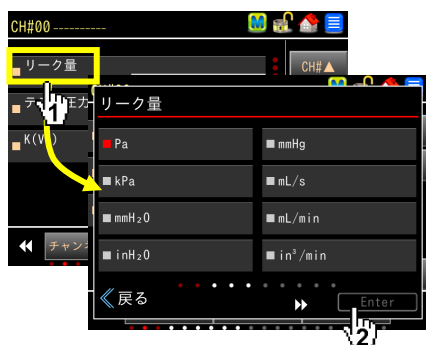 CH#00
M
リーク量
CH#▲
リーク量
K(V
Pa
mmHg
kPa
mL/s
mmH₂O
mL/min
inH₂O
in³/min
チャン
戻る
Enter
1
2